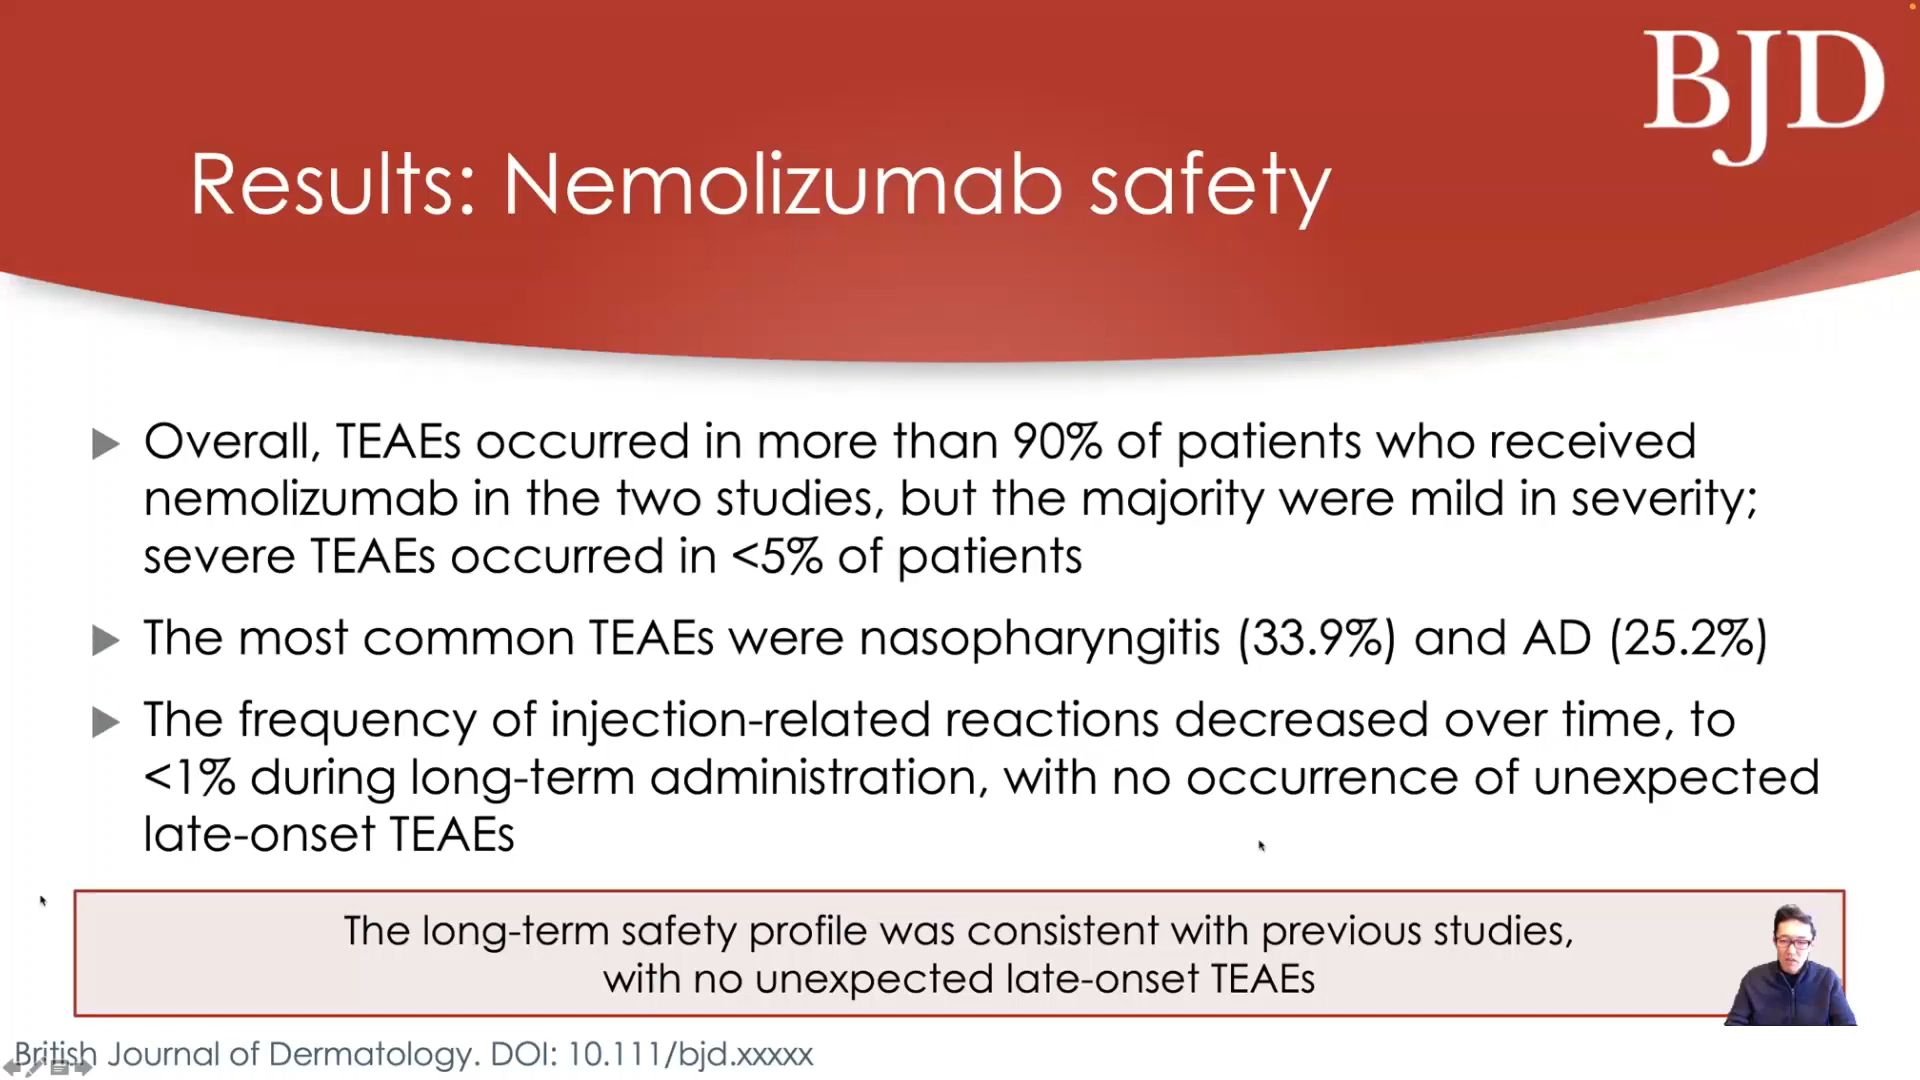 BJD
Results: Nemolizumab safety
Overall, TEAEs occurred in more than 90% of patients who received
nemolizumab in the two studies, but the majority were mild in severity;
severe TEAEs occurred in <5% of patients
The most common TEAEs were nasopharyngitis (33.9%) and AD (25.2%)
The frequency of injection-related reactions decreased over time, to
<1% during long-term administration, with no occurrence of unexpected
late-onset TEAEs
The long-term safety profile was consistent with previous studies,
with no unexpected late-onset TEAEs
British Journal of Dermatology. DOI: 10.111/bjd.xxxxx